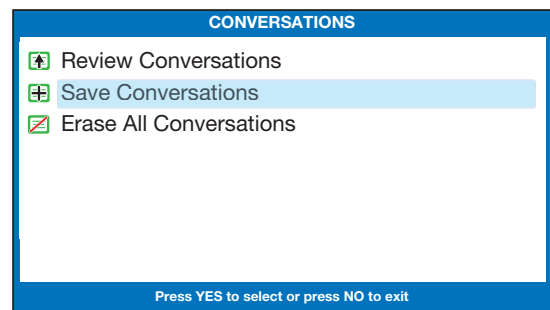 CONVERSATIONS
Review Conversations
Save Conversations
Erase All Conversations
Press YES to select or press NO to exit